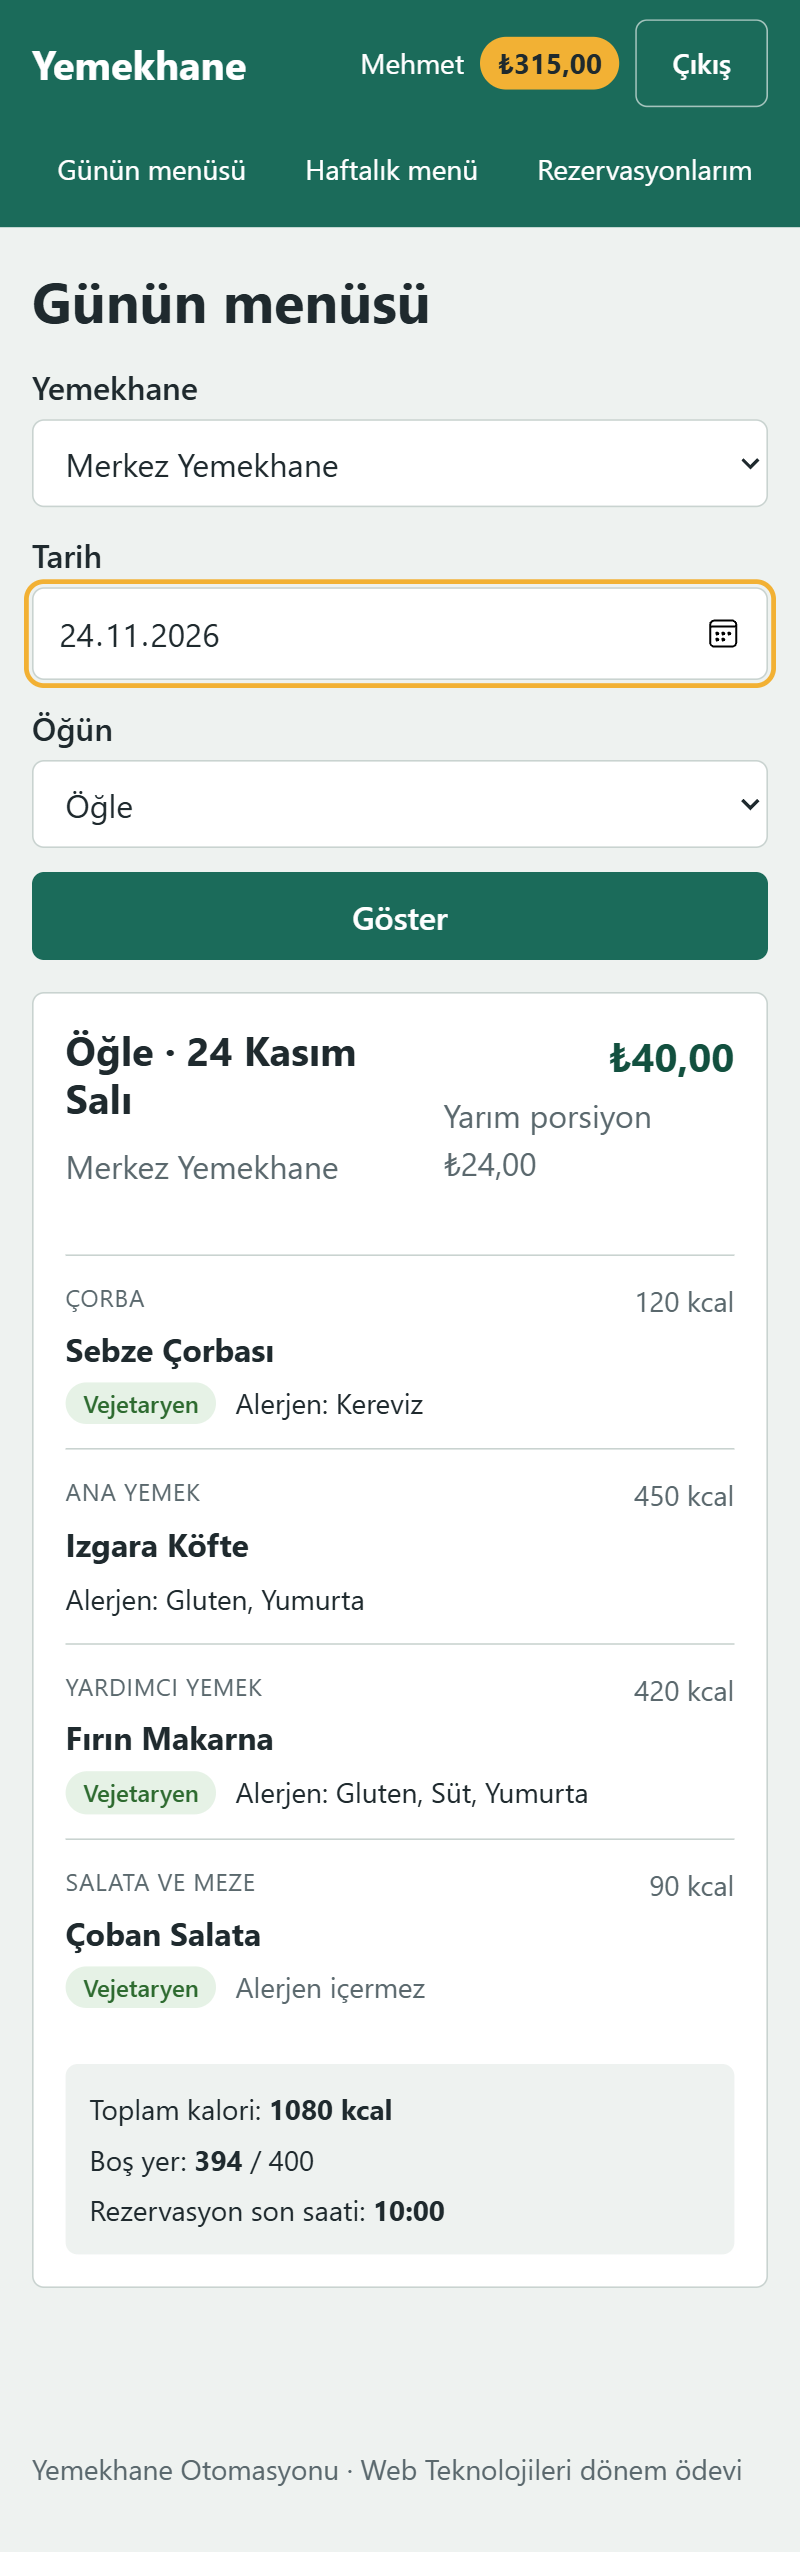 Yemekhane
Mehmet
₺315,00
Çıkış
Günün menüsü
Haftalık menü
Rezervasyonlarım
Günün menüsü
Yemekhane
Merkez Yemekhane
Tarih
24.11.2026
Öğün
Öğle
Göster
Öğle · 24 Kasım
Salı
Merkez Yemekhane
₺40,00
Yarım porsiyon
₺24,00
ÇORBA
120 kcal
Sebze Çorbası
Vejetaryen
Alerjen: Kereviz
ANA YEMEK
450 kcal
Izgara Köfte
Alerjen: Gluten, Yumurta
YARDIMCI YEMEK
420 kcal
Fırın Makarna
Vejetaryen
Alerjen: Gluten, Süt, Yumurta
SALATA VE MEZE
90 kcal
Çoban Salata
Vejetaryen
Alerjen içermez
Toplam kalori: 1080 kcal
Boş yer: 394 / 400
Rezervasyon son saati: 10:00
Yemekhane Otomasyonu · Web Teknolojileri dönem ödevi